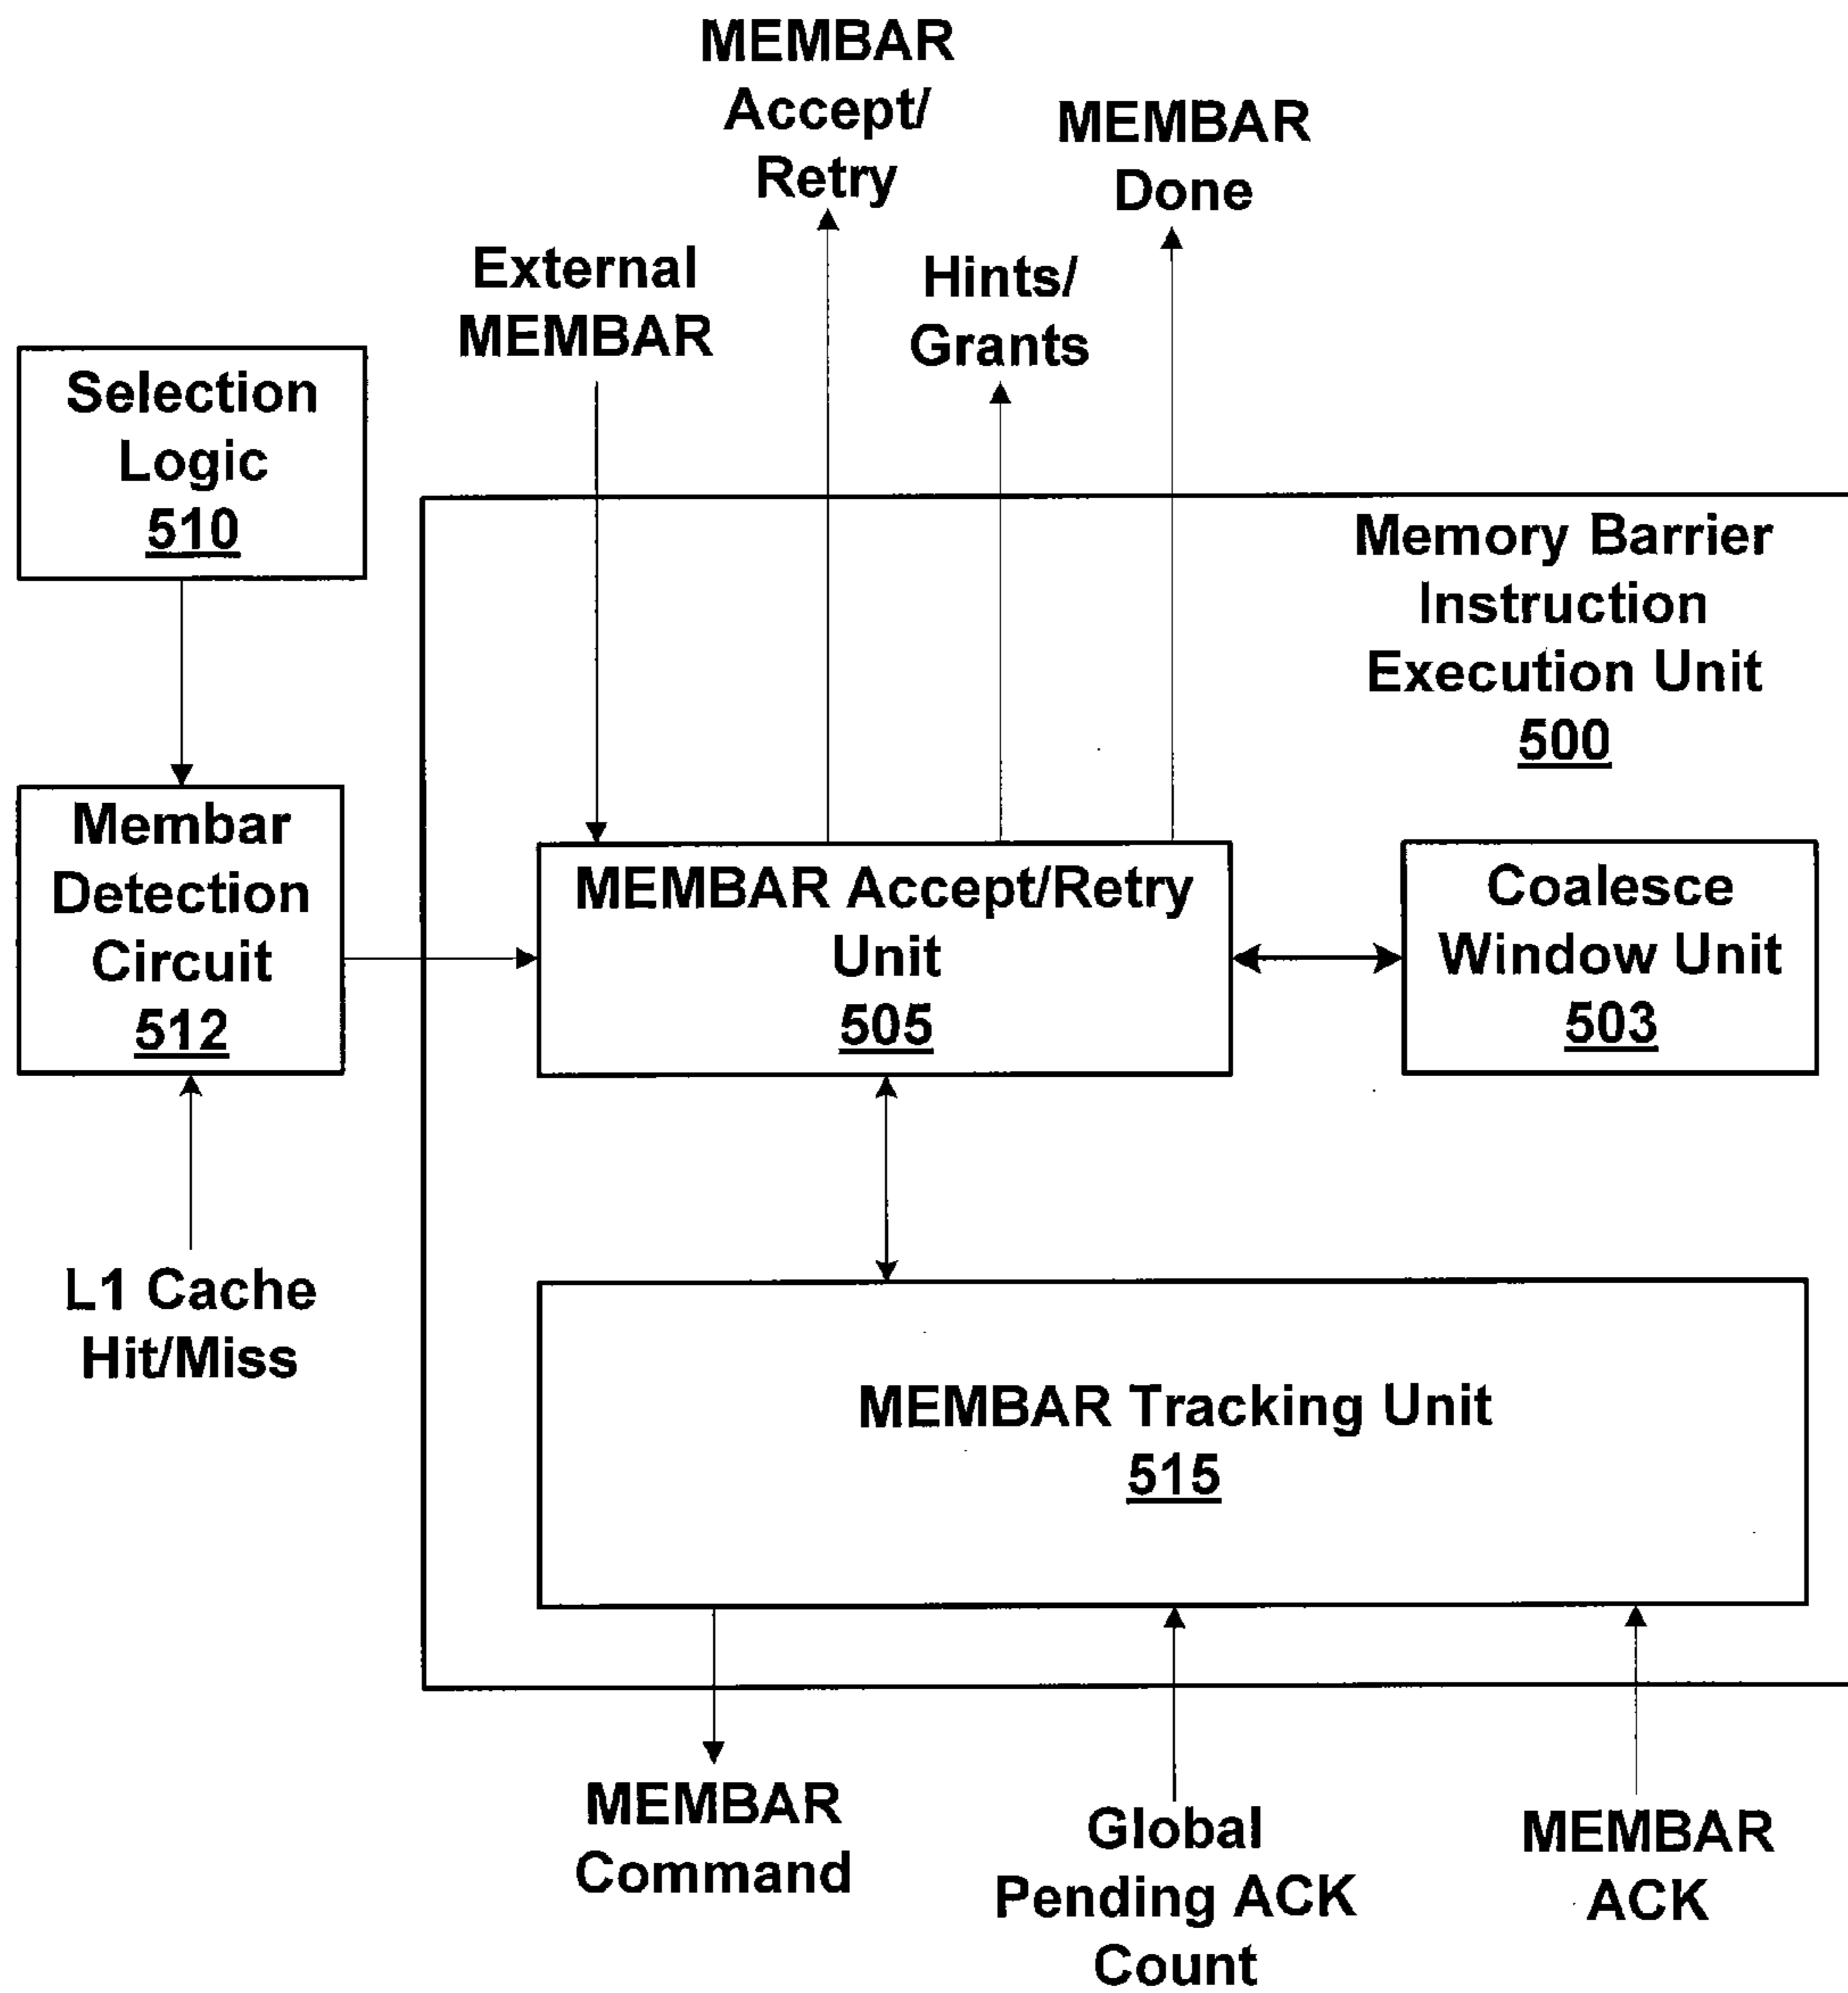 MEMBAR
Accept/
Retry
MEMBAR
Done
External
MEMBAR
Hints/
Grants
Selection
Logic
510
Memory Barrier
Instruction
Execution Unit
500
Membar
Detection
Circuit
512
MEMBAR Accept/Retry
Unit
505
Coalesce
Window Unit
503
L1 Cache
Hit/Miss
MEMBAR Tracking Unit
515
MEMBAR
Command
Global
Pending ACK
Count
MEMBAR
ACK